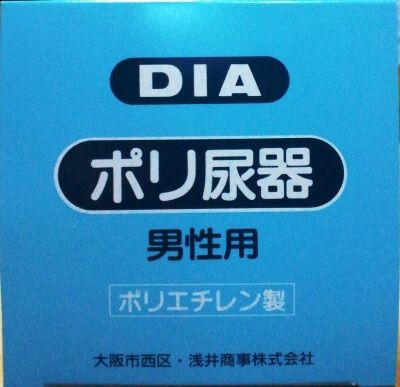 DIA
ポリ尿器
男性用
ポリエチレン製
大阪市西区・浅井商事株式会社